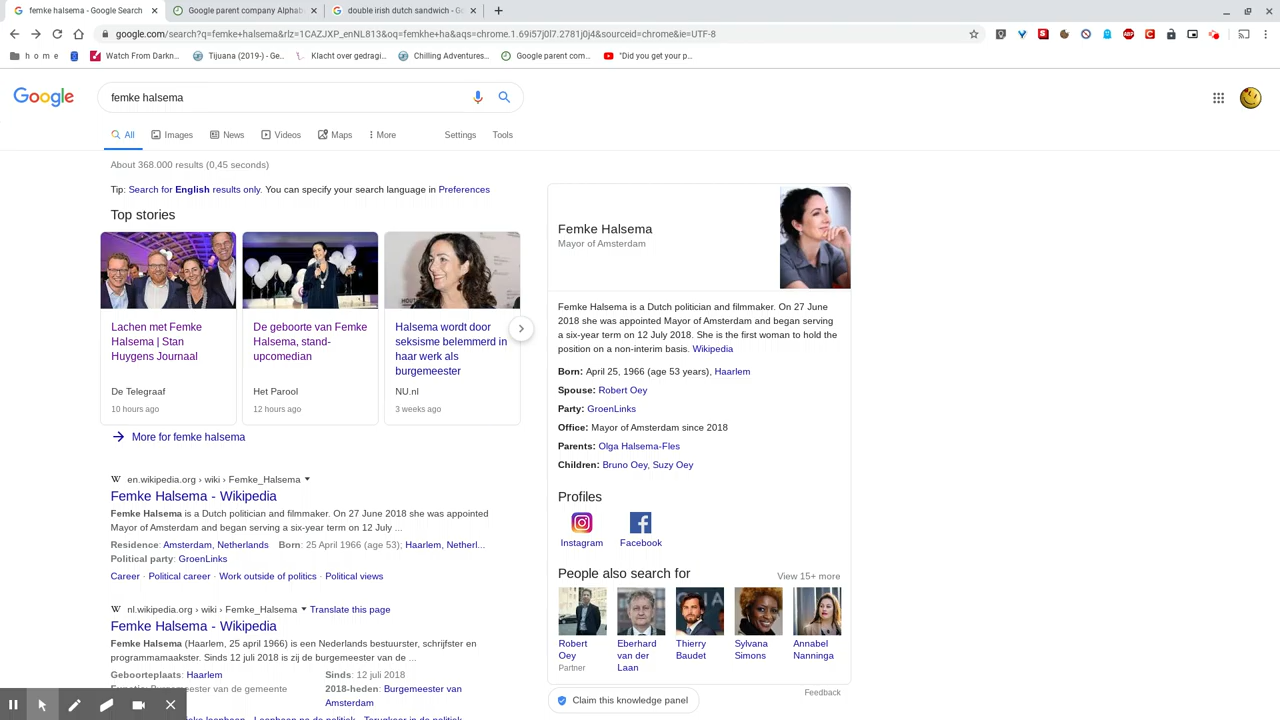 femke halsema - Google Search
Google parent company Alphab
double irish dutch sandwich - Go
google.com/search?q=femke+halsema&rlz=1CAZJXP_enNL813&oq=femkhe+ha&aqs=chrome.1.69i57j0l7.2781j0j4&sourceid=chrome&ie=UTF-8
h o m e
Watch From Darkn...
Tijuana (2019-) - Ge...
Klacht over gedragi...
Chilling Adventures...
Google parent com...
"Did you get your p...
Google
femke halsema
All
Images
News
Videos
Maps
More
Settings
Tools
About 368.000 results (0,45 seconds)
Tip: Search for English results only. You can specify your search language in Preferences
Top stories
Lachen met Femke
Halsema | Stan
Huygens Journaal
De Telegraaf
10 hours ago
De geboorte van Femke
Halsema, stand-
upcomedian
Het Parool
12 hours ago
Halsema wordt door
seksisme belemmerd in
haar werk als
burgemeester
NU.nl
3 weeks ago
More for femke halsema
en.wikipedia.org › wiki › Femke_Halsema
Femke Halsema - Wikipedia
Femke Halsema is a Dutch politician and filmmaker. On 27 June 2018 she was appointed
Mayor of Amsterdam and began serving a six-year term on 12 July ...
Residence: Amsterdam, Netherlands Born: 25 April 1966 (age 53); Haarlem, Netherl...
Political party: GroenLinks
Career · Political career · Work outside of politics · Political views
nl.wikipedia.org › wiki › Femke_Halsema Translate this page
Femke Halsema - Wikipedia
Femke Halsema (Haarlem, 25 april 1966) is een Nederlands bestuurster, schrijfster en
programmamaakster. Sinds 12 juli 2018 is zij de burgemeester van de ...
Geboorteplaats: Haarlem
Sinds: 12 juli 2018
Functie: Burgemeester van de gemeente
2018-heden: Burgemeester van
Amsterdam
Femke Halsema
Mayor of Amsterdam
Femke Halsema is a Dutch politician and filmmaker. On 27 June
2018 she was appointed Mayor of Amsterdam and began serving
a six-year term on 12 July 2018. She is the first woman to hold the
position on a non-interim basis. Wikipedia
Born: April 25, 1966 (age 53 years), Haarlem
Spouse: Robert Oey
Party: GroenLinks
Office: Mayor of Amsterdam since 2018
Parents: Olga Halsema-Fles
Children: Bruno Oey, Suzy Oey
Profiles
Instagram
Facebook
People also search for
View 15+ more
Robert
Oey
Partner
Eberhard
van der
Laan
Thierry
Baudet
Sylvana
Simons
Annabel
Nanninga
Feedback
Claim this knowledge panel